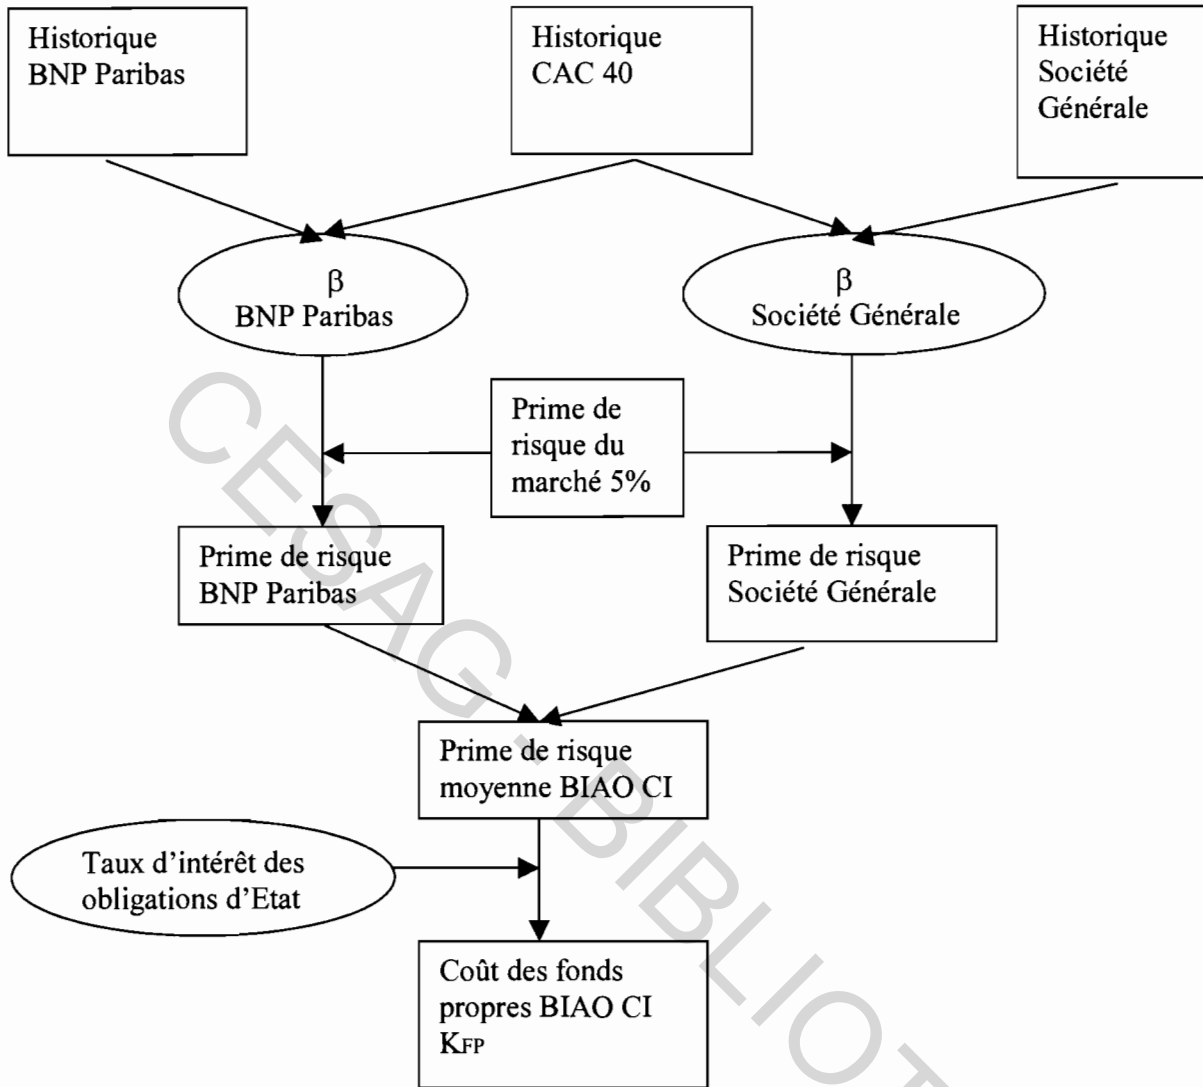 Historique
BNP Paribas
Historique
CAC 40
Historique
Société
Générale
β
BNP Paribas
β
Société Générale
Prime de
risque du
marché 5%
Prime de risque
BNP Paribas
Prime de risque
Société Générale
Prime de risque
moyenne BIAO CI
Taux d'intérêt des
obligations d'Etat
Coût des fonds
propres BIAO CI
KFP
CESAG - BIBLIOT